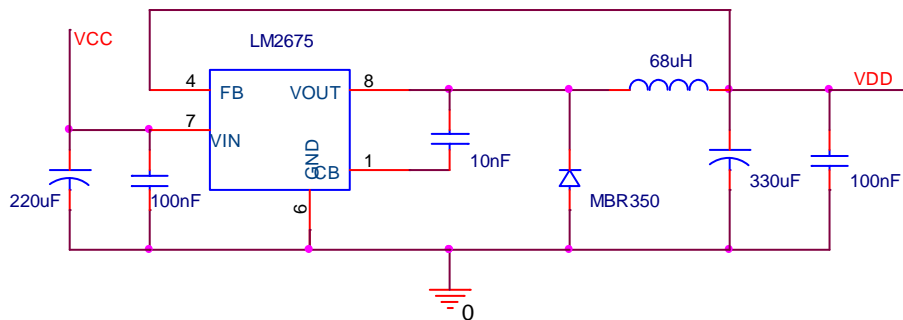 VCC
LM2675
68uH
VDD
4
FB
VOUT
8
7
VIN
GND
CB
1
10nF
220uF
100nF
6
MBR350
330uF
100nF
0